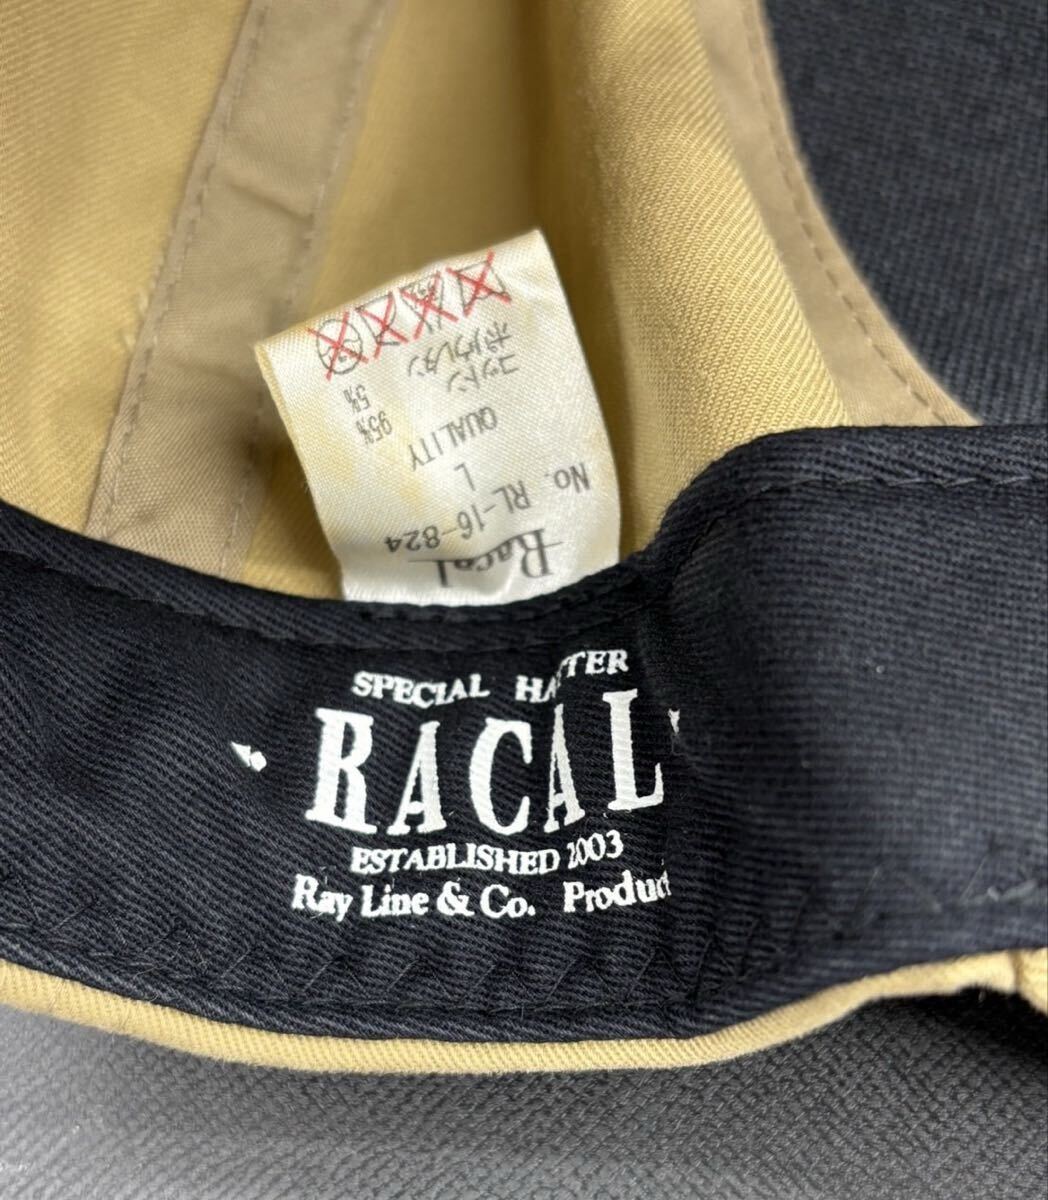 Racal
No. RL-16-824
L
QUALITY
コットン 95%
ポリウレタン 5%
SPECIAL HATTER
RACAL
ESTABLISHED 2003
Ray Line & Co. Product